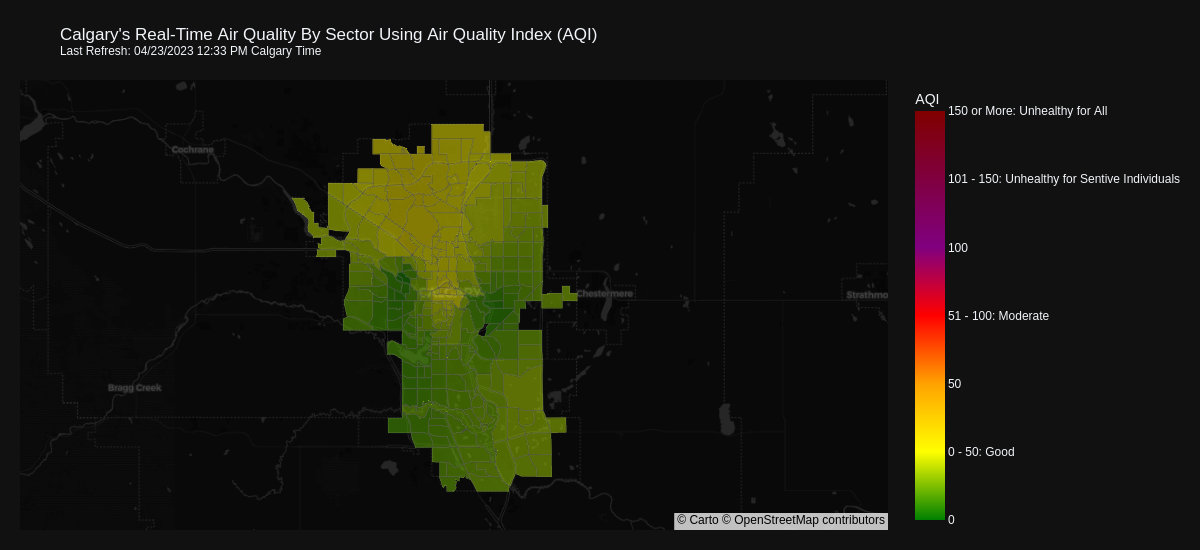 Calgary's Real-Time Air Quality By Sector Using Air Quality Index (AQI)
Last Refresh: 04/23/2023 12:33 PM Calgary Time
AQI
150 or More: Unhealthy for All
Cochrane
101 - 150: Unhealthy for Sentive Individuals
100
Chestermere
Strathmo
51 - 100: Moderate
50
Bragg Creek
0 - 50: Good
0
© Carto © OpenStreetMap contributors